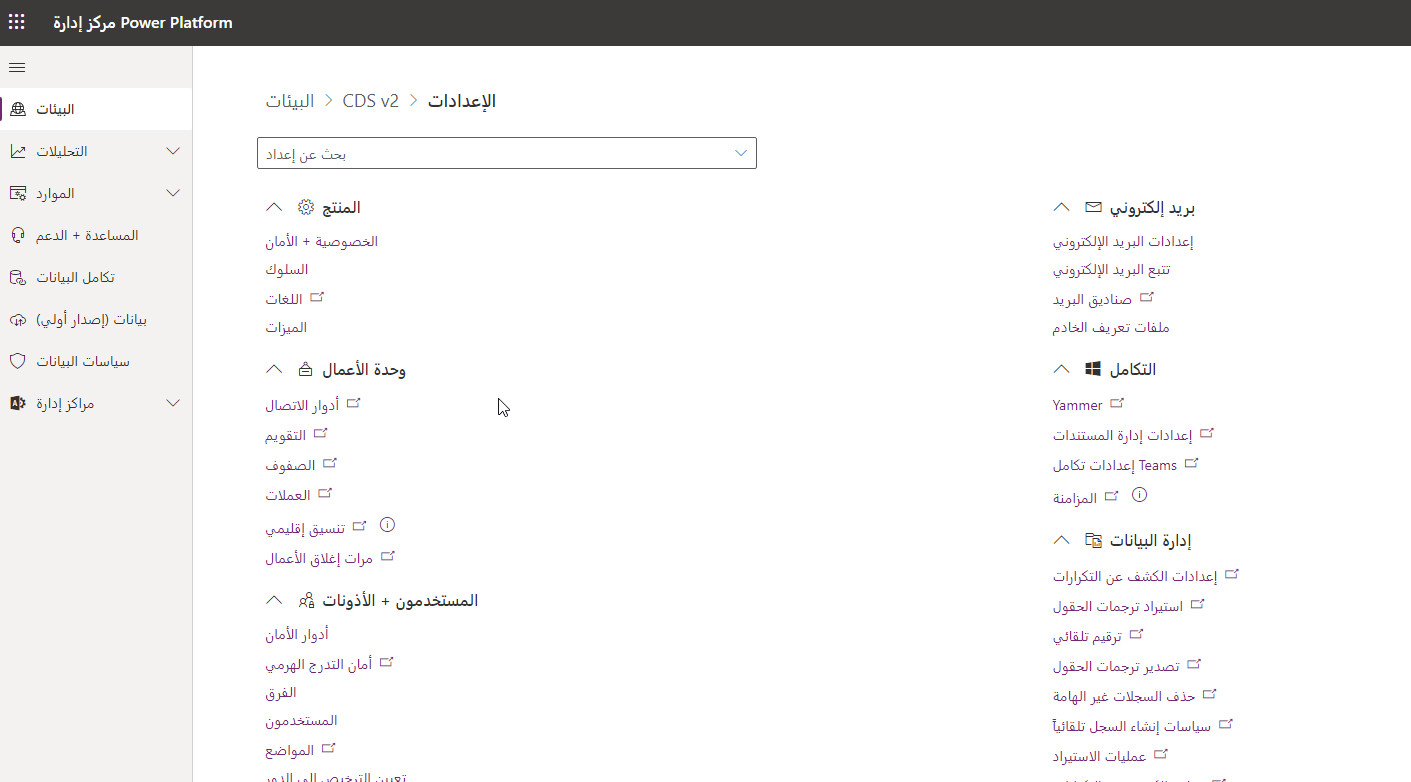 مركز إدارة Power Platform
البيئات
التحليلات
الموارد
المساعدة + الدعم
تكامل البيانات
بيانات (إصدار أولي)
سياسات البيانات
مراكز إدارة
البيئات > CDS v2 > الإعدادات
بحث عن إعداد
المنتج
الخصوصية + الأمان
السلوك
اللغات
الميزات
وحدة الأعمال
أدوار الاتصال
التقويم
الصفوف
العملات
تنسيق إقليمي
مرات إغلاق الأعمال
المستخدمون + الأذونات
أدوار الأمان
أمان التدرج الهرمي
الفرق
المستخدمون
المواضع
تعيين الترخيص إلى الدور
بريد إلكتروني
إعدادات البريد الإلكتروني
تتبع البريد الإلكتروني
صناديق البريد
ملفات تعريف الخادم
التكامل
Yammer
إعدادات إدارة المستندات
إعدادات تكامل Teams
المزامنة
إدارة البيانات
إعدادات الكشف عن التكرارات
استيراد ترجمات الحقول
ترقيم تلقائي
تصدير ترجمات الحقول
حذف السجلات غير الهامة
سياسات إنشاء السجل تلقائياً
عمليات الاستيراد